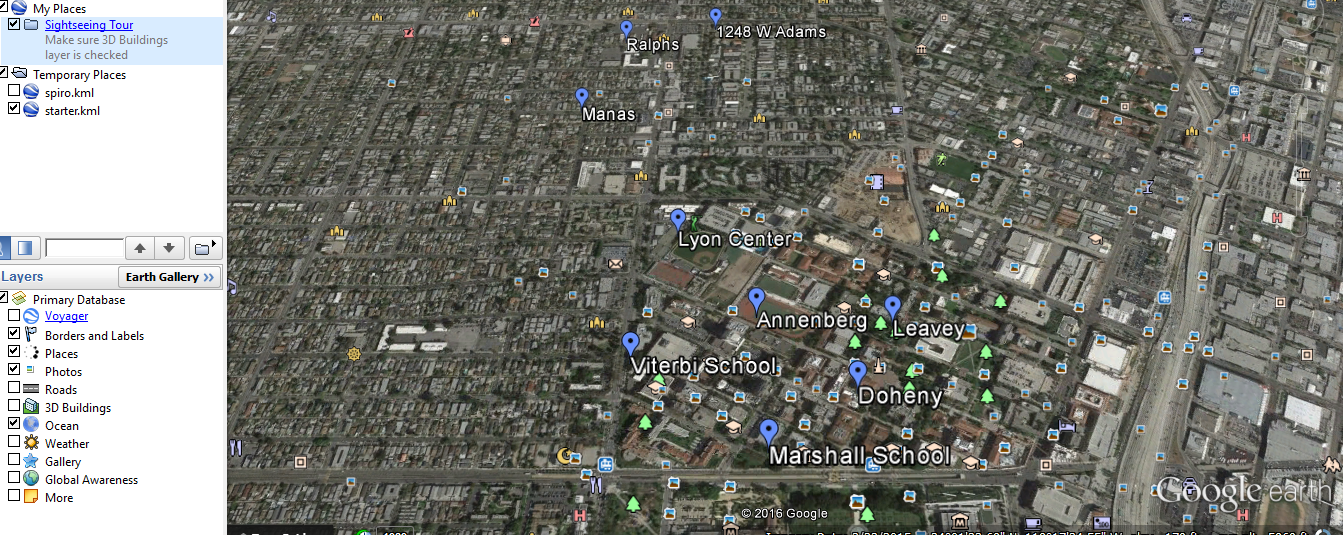 My Places
Sightseeing Tour
Make sure 3D Buildings
layer is checked
Temporary Places
spiro.kml
starter.kml
Layers
Earth Gallery >>
Primary Database
Voyager
Borders and Labels
Places
Photos
Roads
3D Buildings
Ocean
Weather
Gallery
Global Awareness
More
1248 W Adams
Ralphs
Manas
Lyon Center
Annenberg
Leavey
Viterbi School
Doheny
Marshall School
Google earth
© 2016 Google